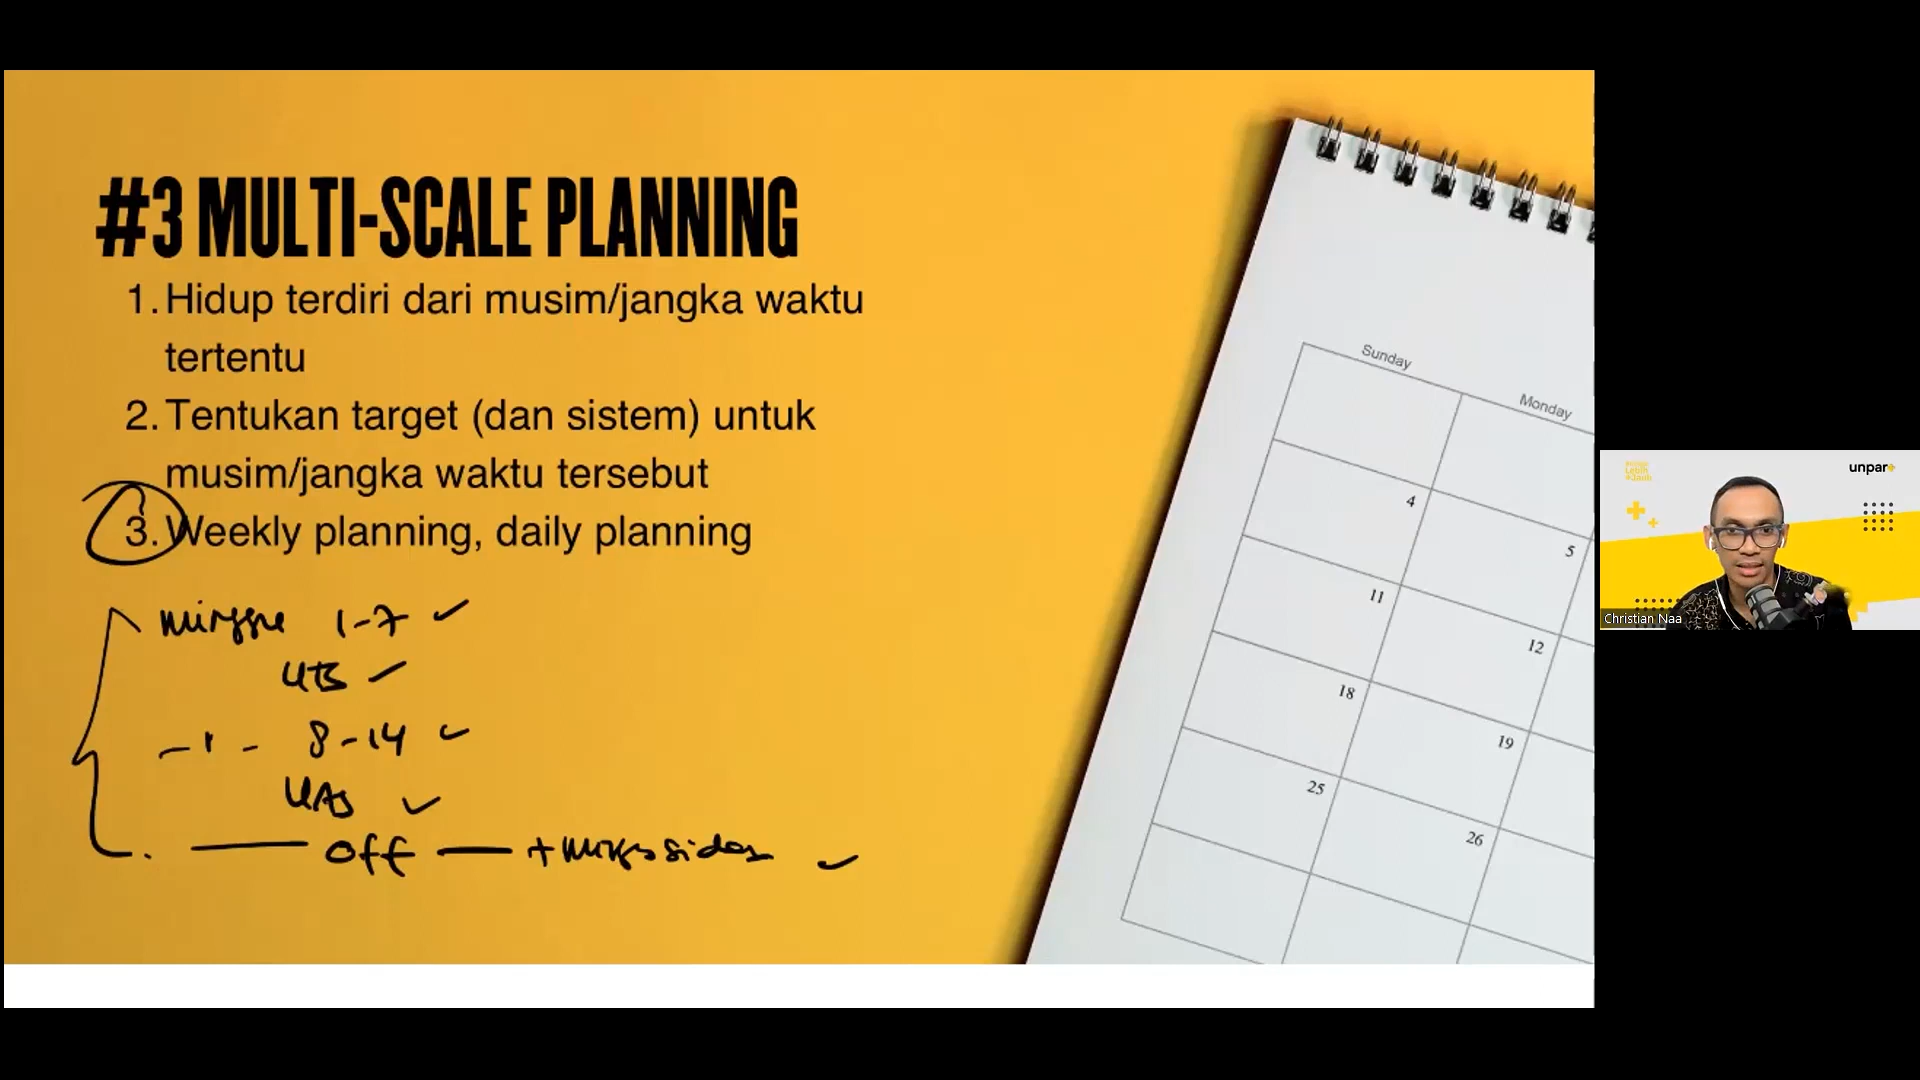 #3 MULTI-SCALE PLANNING
1. Hidup terdiri dari musim/jangka waktu
tertentu
2. Tentukan target (dan sistem) untuk
musim/jangka waktu tersebut
3. Weekly planning, daily planning
minggu 1-7 ✓
UTS ✓
8-14 ✓
UAS ✓
off +
Sunday
Monday
4
5
11
12
18
19
25
26
unpar+
Christian Naa